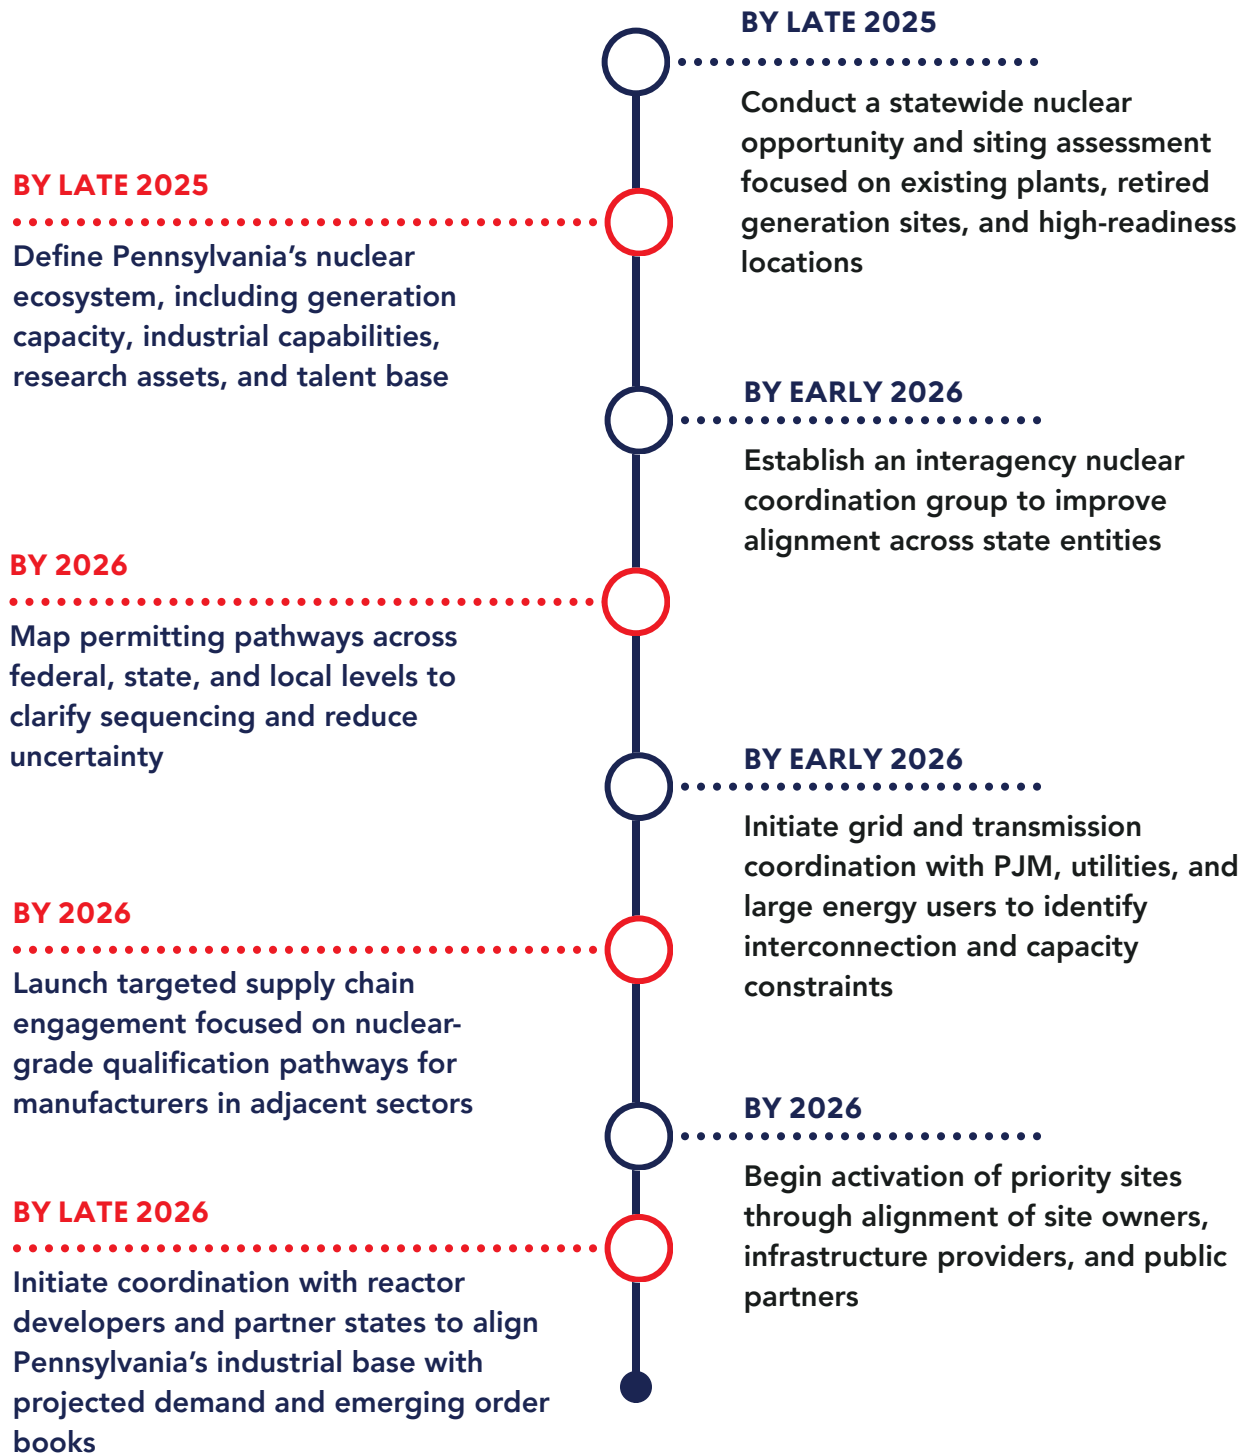 BY LATE 2025
Conduct a statewide nuclear
opportunity and siting assessment
focused on existing plants, retired
generation sites, and high-readiness
locations
BY LATE 2025
Define Pennsylvania’s nuclear
ecosystem, including generation
capacity, industrial capabilities,
research assets, and talent base
BY EARLY 2026
Establish an interagency nuclear
coordination group to improve
alignment across state entities
BY 2026
Map permitting pathways across
federal, state, and local levels to
clarify sequencing and reduce
uncertainty
BY EARLY 2026
Initiate grid and transmission
coordination with PJM, utilities, and
large energy users to identify
interconnection and capacity
constraints
BY 2026
Launch targeted supply chain
engagement focused on nuclear-
grade qualification pathways for
manufacturers in adjacent sectors
BY 2026
Begin activation of priority sites
through alignment of site owners,
infrastructure providers, and public
partners
BY LATE 2026
Initiate coordination with reactor
developers and partner states to align
Pennsylvania’s industrial base with
projected demand and emerging order
books